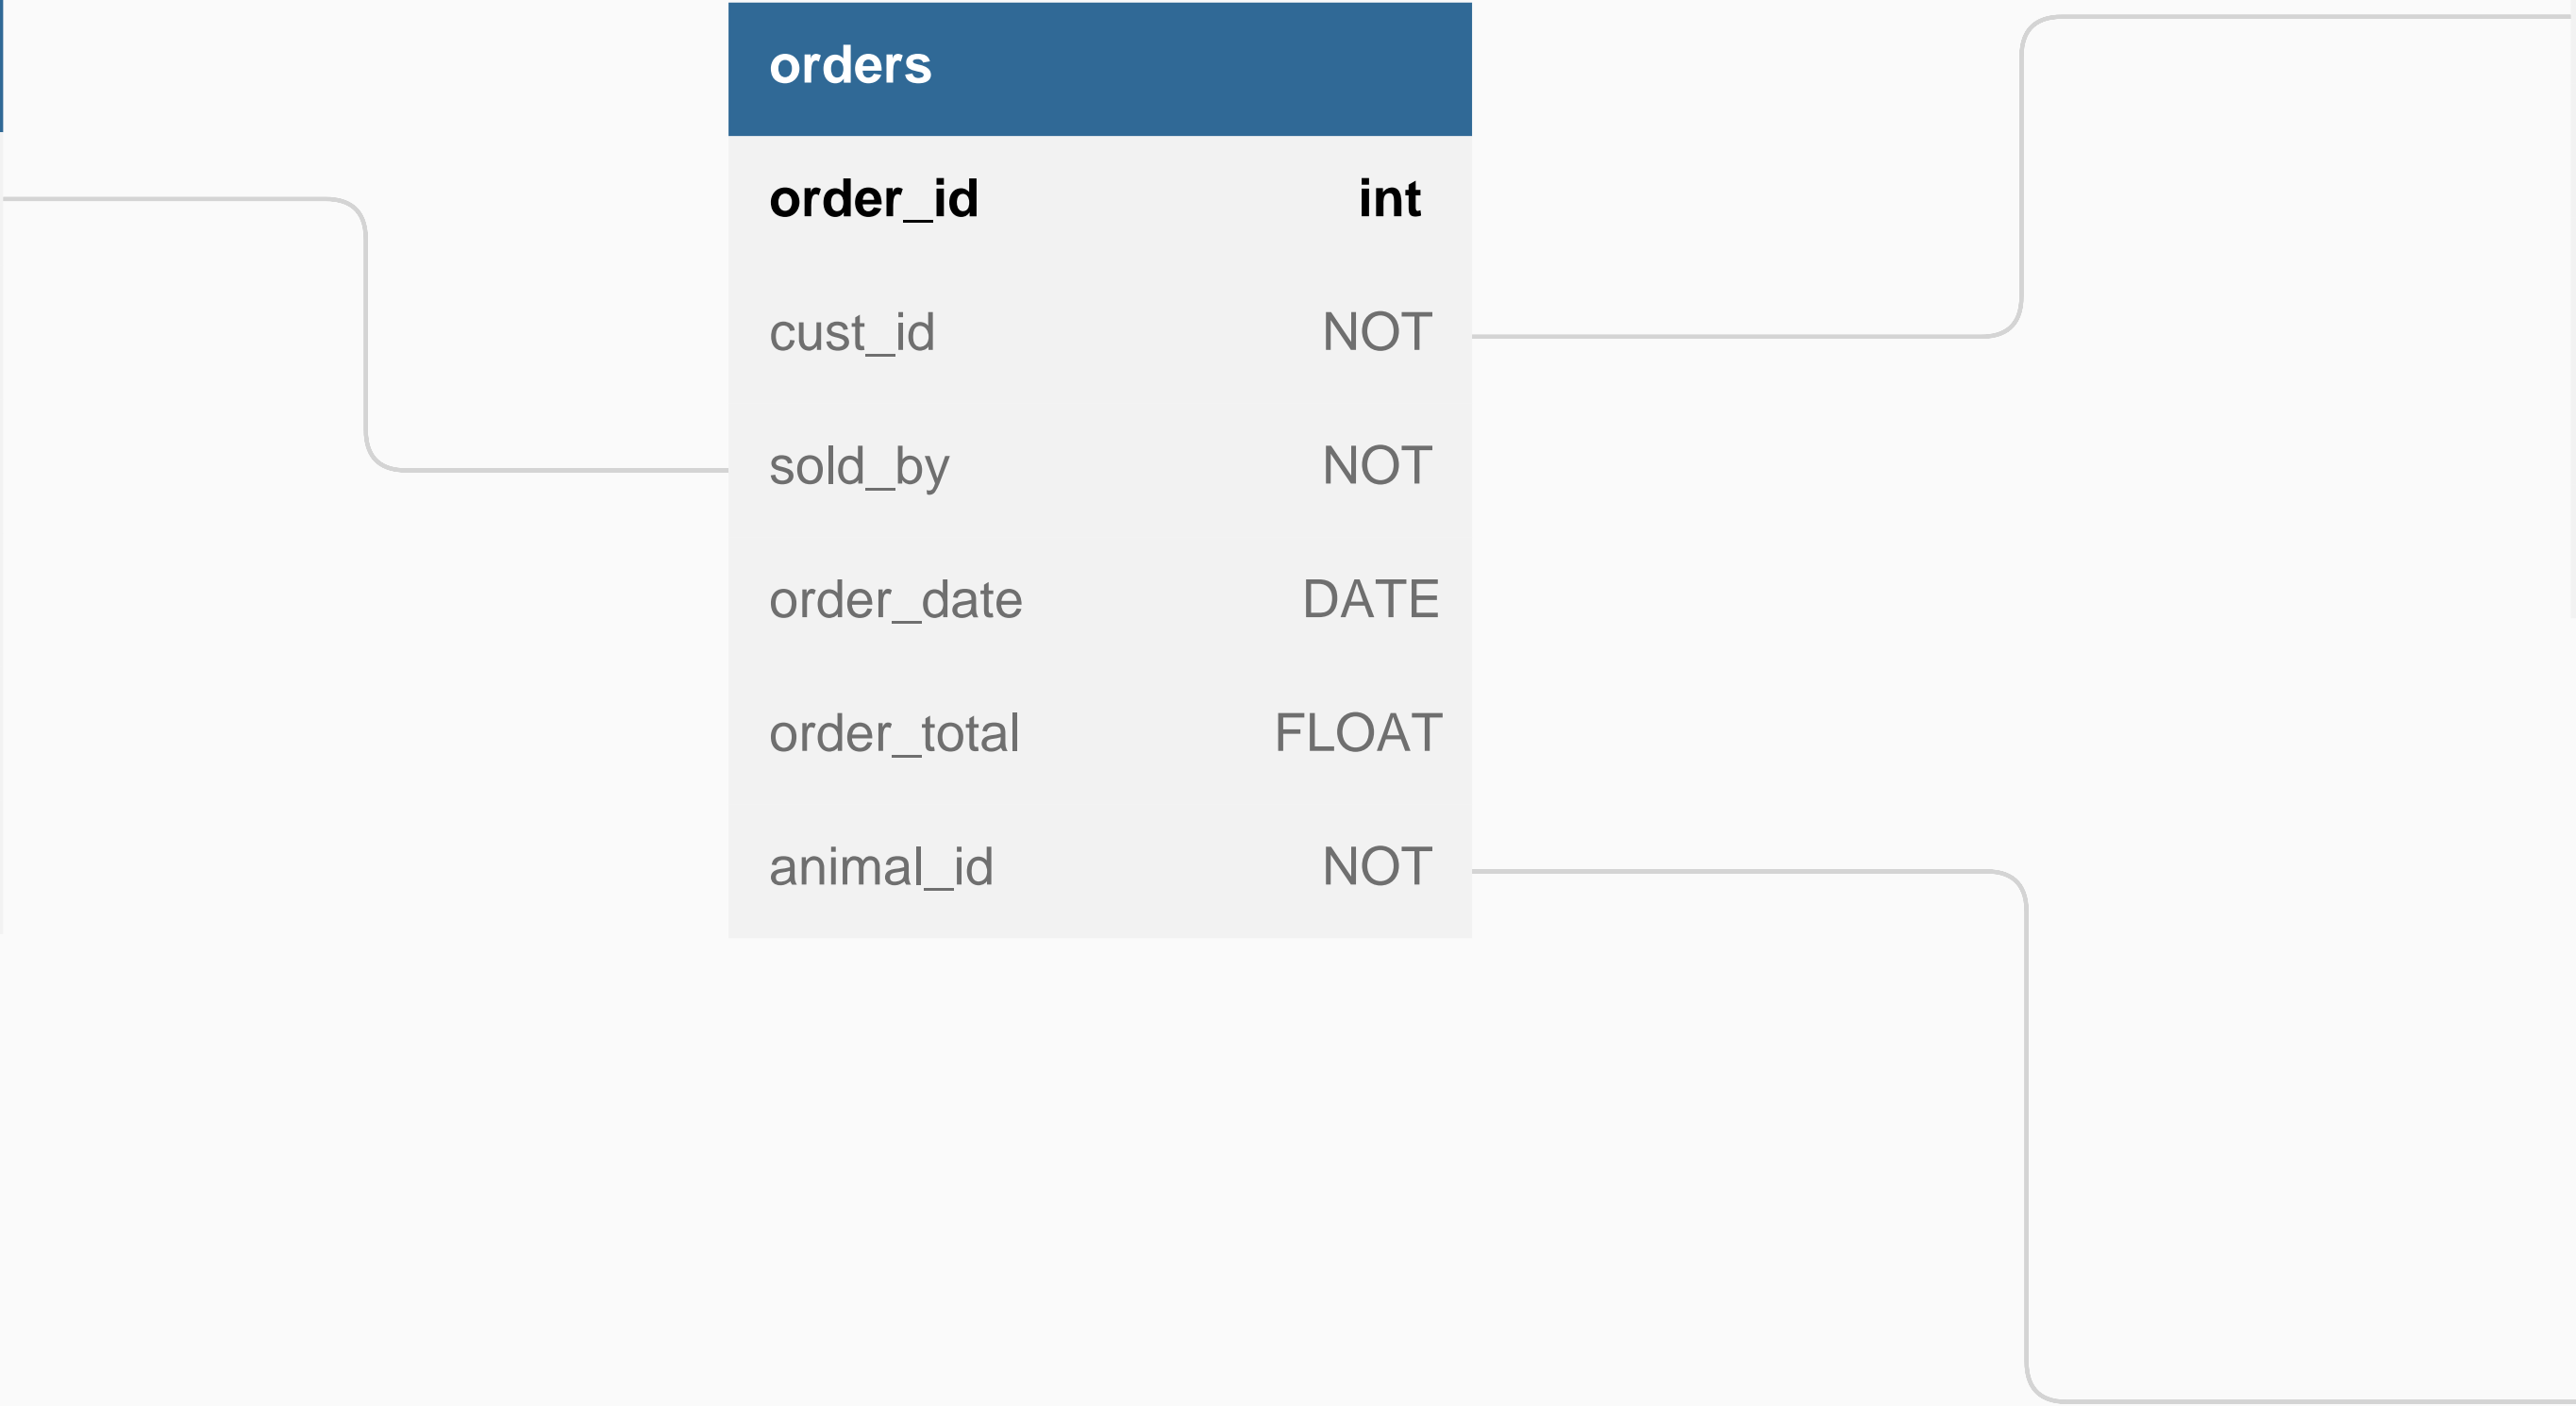 orders
order_id int
cust_id NOT
sold_by NOT
order_date DATE
order_total FLOAT
animal_id NOT